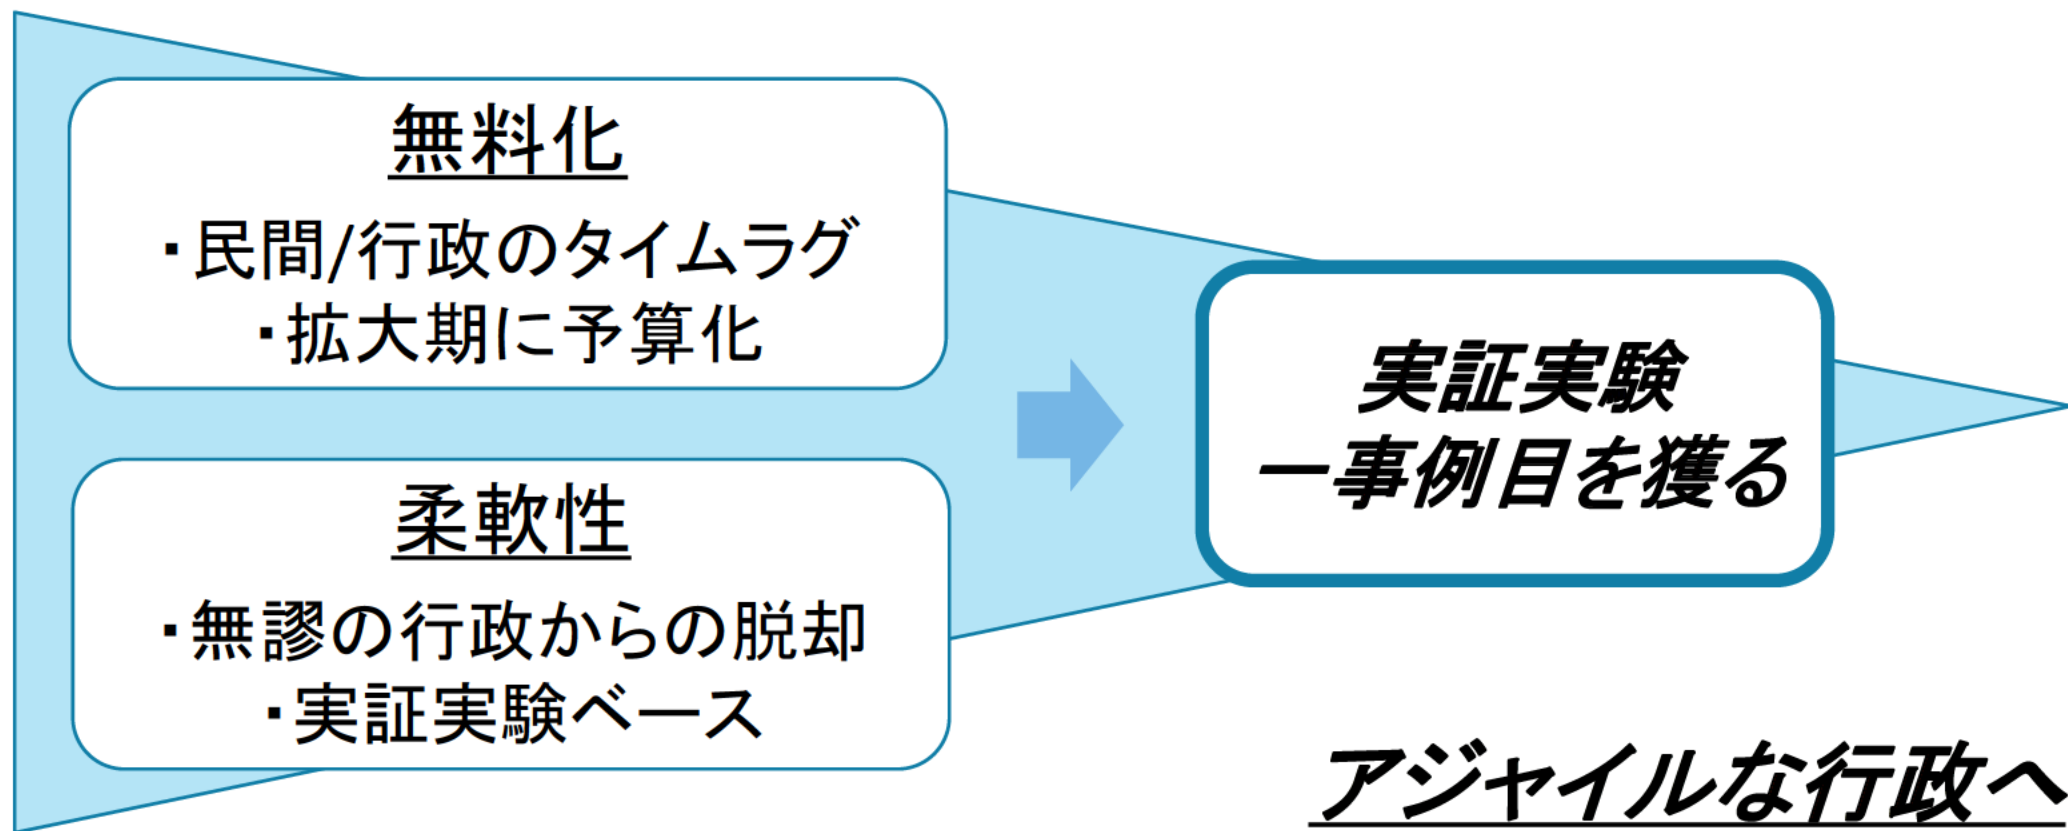 無料化
・民間/行政のタイムラグ
・拡大期に予算化
柔軟性
・無謬の行政からの脱却
・実証実験ベース
実証実験
一事例目を獲る
アジャイルな行政へ